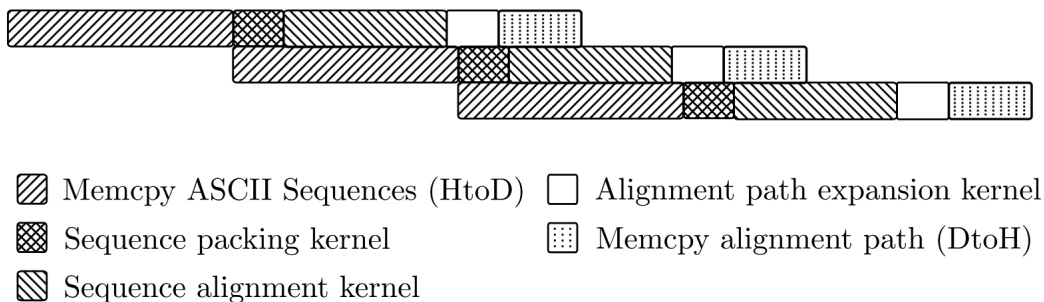 Memcpy ASCII Sequences (HtoD)
Sequence packing kernel
Sequence alignment kernel
Alignment path expansion kernel
Memcpy alignment path (DtoH)